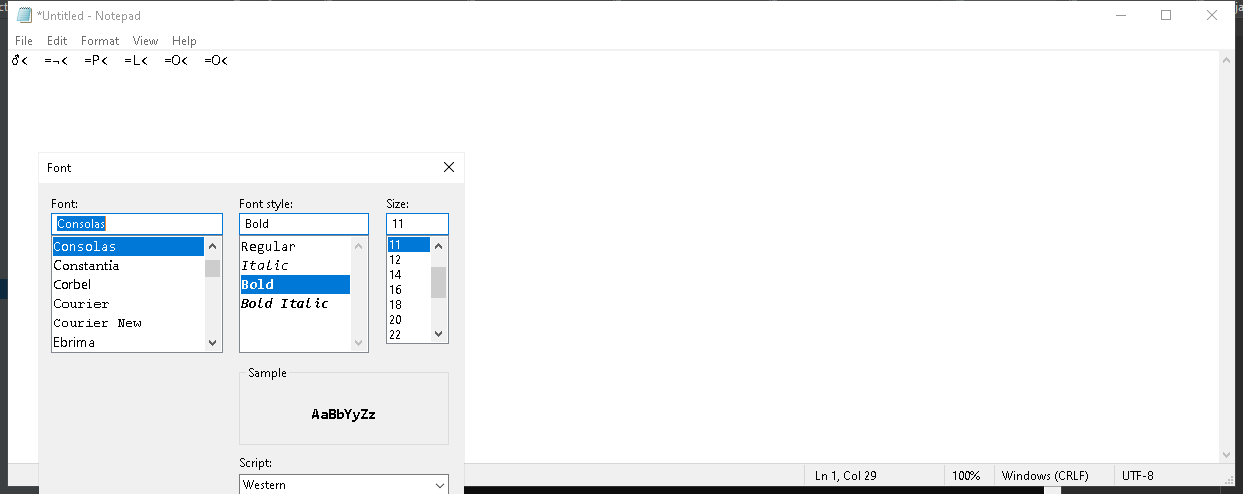 *Untitled - Notepad
File Edit Format View Help
♂< =¬< =P< =L< =O< =O<
Font
Font: Font style: Size:
Consolas Bold 11
Consolas Regular 11
Constantia Italic 12
Corbel Bold 14
Courier Bold Italic 16
Courier New 18
Ebrima 20
22
Sample
AaBbYyZz
Script:
Western
Ln 1, Col 29 100% Windows (CRLF) UTF-8